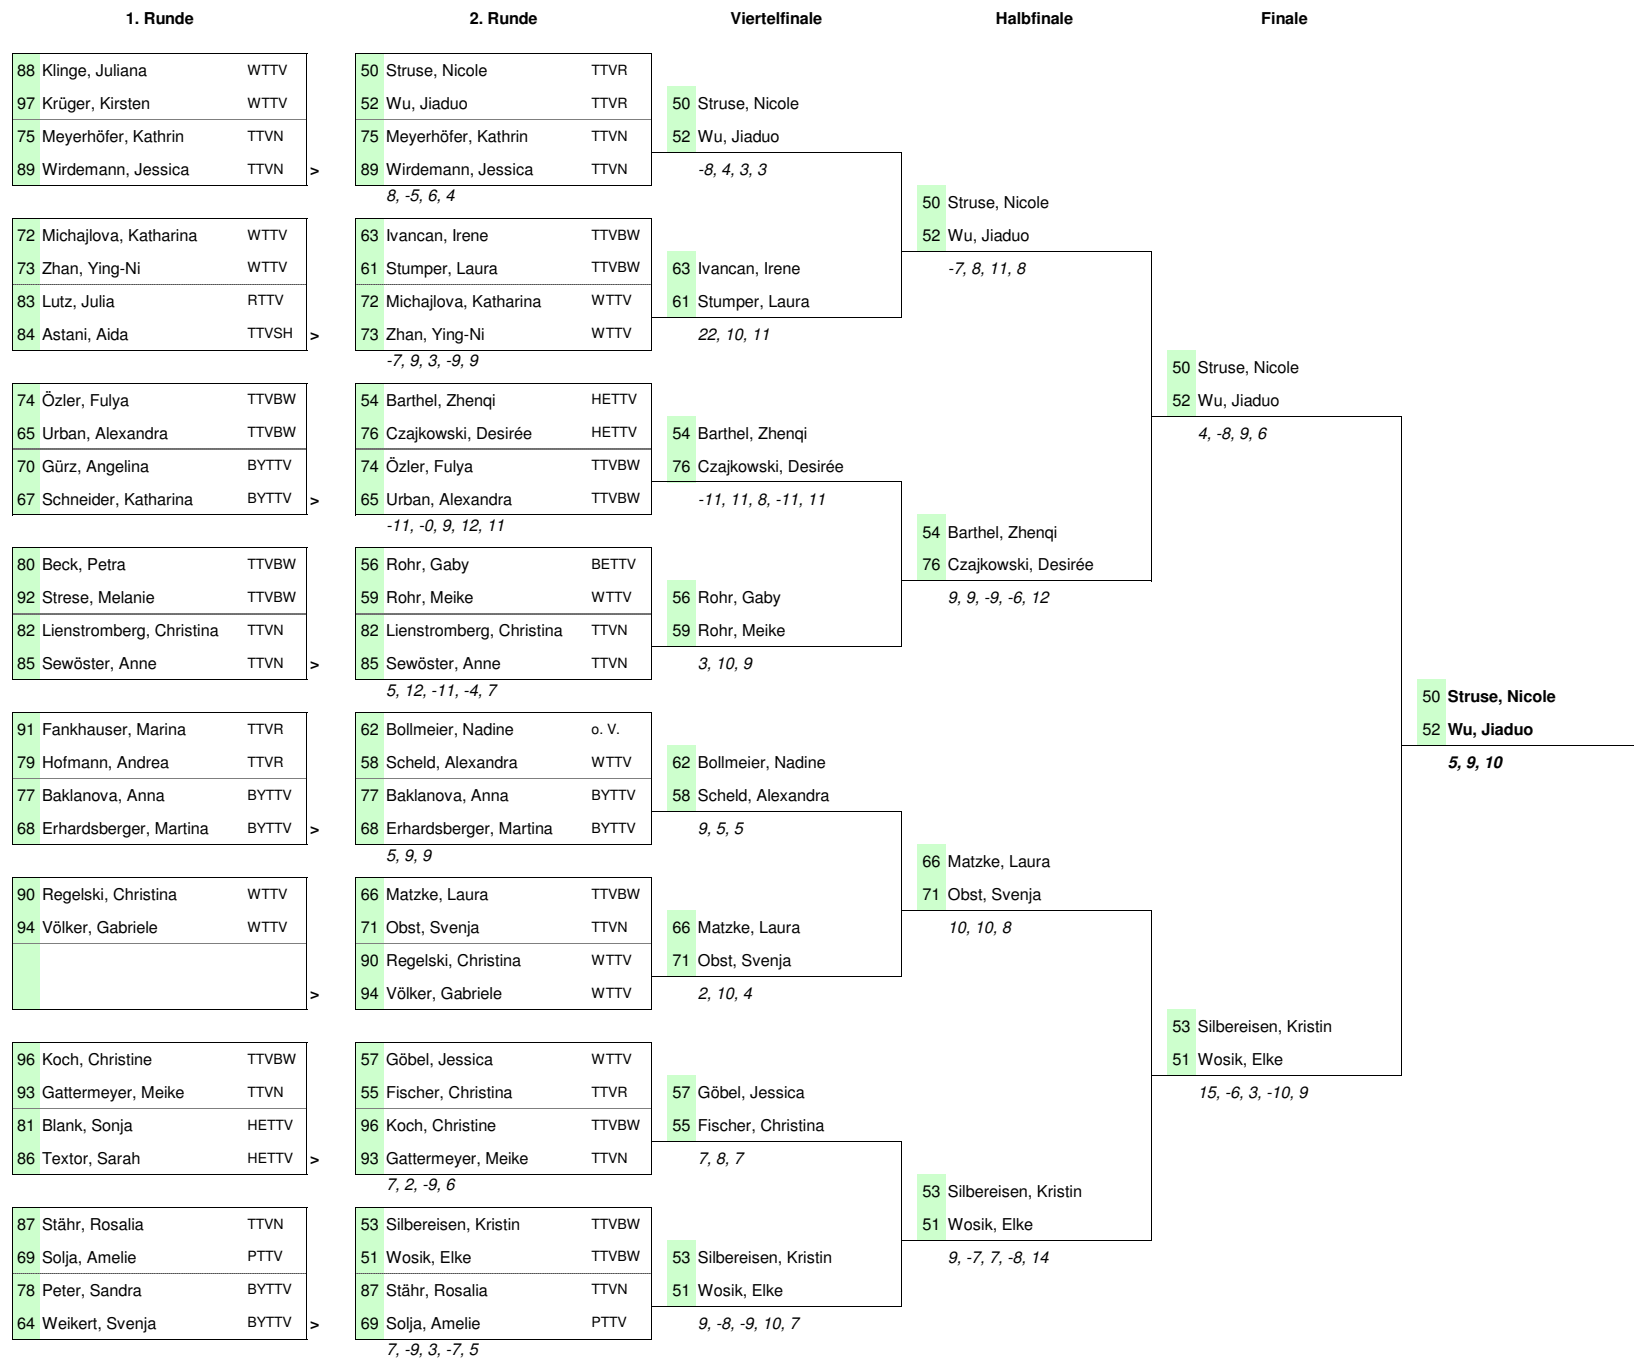 1. Runde 2. Runde Viertelfinale Halbfinale Finale
88 Klinge, Juliana WTTV 50 Struse, Nicole TTVR
97 Krüger, Kirsten WTTV 52 Wu, Jiaduo TTVR 50 Struse, Nicole
75 Meyerhöfer, Kathrin TTVN 75 Meyerhöfer, Kathrin TTVN 52 Wu, Jiaduo
89 Wirdemann, Jessica TTVN > 89 Wirdemann, Jessica TTVN -8, 4, 3, 3
8, -5, 6, 4 50 Struse, Nicole
72 Michajlova, Katharina WTTV 63 Ivancan, Irene TTVBW 52 Wu, Jiaduo
73 Zhan, Ying-Ni WTTV 61 Stumper, Laura TTVBW 63 Ivancan, Irene -7, 8, 11, 8
83 Lutz, Julia RTTV 72 Michajlova, Katharina WTTV 61 Stumper, Laura
84 Astani, Aida TTVSH > 73 Zhan, Ying-Ni WTTV 22, 10, 11
-7, 9, 3, -9, 9 50 Struse, Nicole
74 Özler, Fulya TTVBW 54 Barthel, Zhenqi HETTV 52 Wu, Jiaduo
65 Urban, Alexandra TTVBW 76 Czajkowski, Desirée HETTV 54 Barthel, Zhenqi 4, -8, 9, 6
70 Gürz, Angelina BYTTV 74 Özler, Fulya TTVBW 76 Czajkowski, Desirée
67 Schneider, Katharina BYTTV > 65 Urban, Alexandra TTVBW -11, 11, 8, -11, 11
-11, -0, 9, 12, 11 54 Barthel, Zhenqi
80 Beck, Petra TTVBW 56 Rohr, Gaby BETTV 76 Czajkowski, Desirée
92 Strese, Melanie TTVBW 59 Rohr, Meike WTTV 56 Rohr, Gaby 9, 9, -9, -6, 12
82 Lienstromberg, Christina TTVN 82 Lienstromberg, Christina TTVN 59 Rohr, Meike
85 Sewöster, Anne TTVN > 85 Sewöster, Anne TTVN 3, 10, 9
5, 12, -11, -4, 7 50 Struse, Nicole
91 Fankhauser, Marina TTVR 62 Bollmeier, Nadine o. V. 52 Wu, Jiaduo
79 Hofmann, Andrea TTVR 58 Scheld, Alexandra WTTV 62 Bollmeier, Nadine 5, 9, 10
77 Baklanova, Anna BYTTV 77 Baklanova, Anna BYTTV 58 Scheld, Alexandra
68 Erhardsberger, Martina BYTTV > 68 Erhardsberger, Martina BYTTV 9, 5, 5
5, 9, 9 66 Matzke, Laura
90 Regelski, Christina WTTV 66 Matzke, Laura TTVBW 71 Obst, Svenja
94 Völker, Gabriele WTTV 71 Obst, Svenja TTVN 66 Matzke, Laura 10, 10, 8
90 Regelski, Christina WTTV 71 Obst, Svenja
> 94 Völker, Gabriele WTTV 2, 10, 4
53 Silbereisen, Kristin
96 Koch, Christine TTVBW 57 Göbel, Jessica WTTV 51 Wosik, Elke
93 Gattermeyer, Meike TTVN 55 Fischer, Christina TTVR 57 Göbel, Jessica 15, -6, 3, -10, 9
81 Blank, Sonja HETTV 96 Koch, Christine TTVBW 55 Fischer, Christina
86 Textor, Sarah HETTV > 93 Gattermeyer, Meike TTVN 7, 8, 7
7, 2, -9, 6 53 Silbereisen, Kristin
87 Stähr, Rosalia TTVN 53 Silbereisen, Kristin TTVBW 51 Wosik, Elke
69 Solja, Amelie PTTV 51 Wosik, Elke TTVBW 53 Silbereisen, Kristin 9, -7, 7, -8, 14
78 Peter, Sandra BYTTV 87 Stähr, Rosalia TTVN 51 Wosik, Elke
64 Weikert, Svenja BYTTV > 69 Solja, Amelie PTTV 9, -8, -9, 10, 7
7, -9, 3, -7, 5